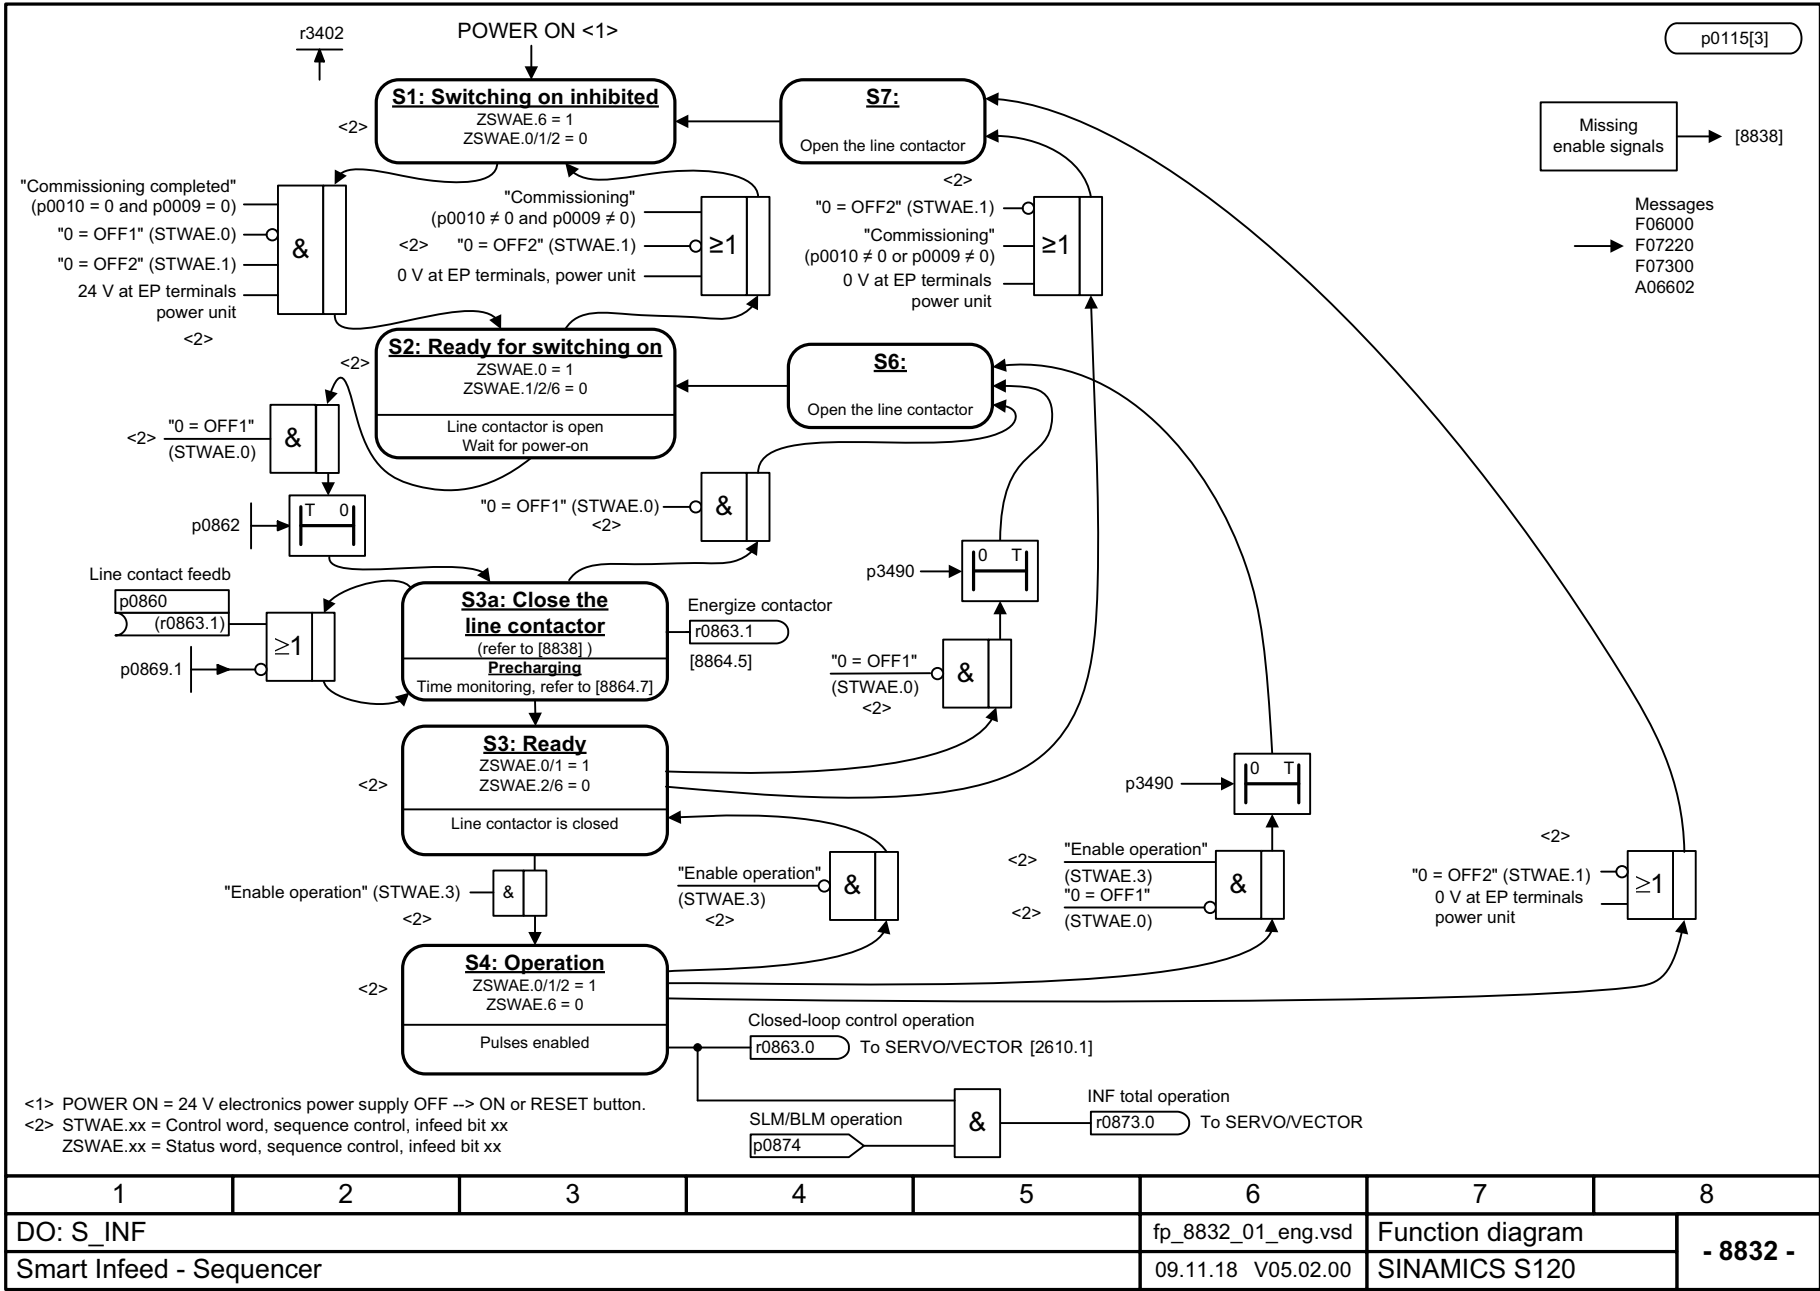 r3402
POWER ON <1>
p0115[3]
S1: Switching on inhibited
ZSWAE.6 = 1
ZSWAE.0/1/2 = 0
<2>
S7:
Open the line contactor
Missing
enable signals
[8838]
Messages
F06000
F07220
F07300
A06602
"Commissioning completed"
(p0010 = 0 and p0009 = 0)
"0 = OFF1" (STWAE.0)
"0 = OFF2" (STWAE.1)
24 V at EP terminals
power unit
<2>
&
"Commissioning"
(p0010 ≠ 0 and p0009 ≠ 0)
<2> "0 = OFF2" (STWAE.1)
0 V at EP terminals, power unit
≥1
<2>
"0 = OFF2" (STWAE.1)
"Commissioning"
(p0010 ≠ 0 or p0009 ≠ 0)
0 V at EP terminals
power unit
≥1
<2>
S2: Ready for switching on
ZSWAE.0 = 1
ZSWAE.1/2/6 = 0
Line contactor is open
Wait for power-on
S6:
Open the line contactor
<2> "0 = OFF1"
(STWAE.0)
&
p0862
T 0
"0 = OFF1" (STWAE.0)
<2>
&
p3490
0 T
Line contact feedb
p0860
(r0863.1)
p0869.1
≥1
S3a: Close the
line contactor
(refer to [8838] )
Precharging
Time monitoring, refer to [8864.7]
Energize contactor
r0863.1
[8864.5]
"0 = OFF1"
(STWAE.0)
<2>
&
<2>
S3: Ready
ZSWAE.0/1 = 1
ZSWAE.2/6 = 0
Line contactor is closed
p3490
0 T
"Enable operation" (STWAE.3)
<2>
&
"Enable operation"
(STWAE.3)
<2>
&
<2> "Enable operation"
(STWAE.3)
<2> "0 = OFF1"
(STWAE.0)
&
<2>
"0 = OFF2" (STWAE.1)
0 V at EP terminals
power unit
≥1
<2>
S4: Operation
ZSWAE.0/1/2 = 1
ZSWAE.6 = 0
Pulses enabled
Closed-loop control operation
r0863.0 To SERVO/VECTOR [2610.1]
SLM/BLM operation
p0874
&
INF total operation
r0873.0 To SERVO/VECTOR
<1> POWER ON = 24 V electronics power supply OFF --> ON or RESET button.
<2> STWAE.xx = Control word, sequence control, infeed bit xx
ZSWAE.xx = Status word, sequence control, infeed bit xx
1 2 3 4 5 6 7 8
DO: S_INF
fp_8832_01_eng.vsd
Function diagram
- 8832 -
Smart Infeed - Sequencer
09.11.18 V05.02.00
SINAMICS S120